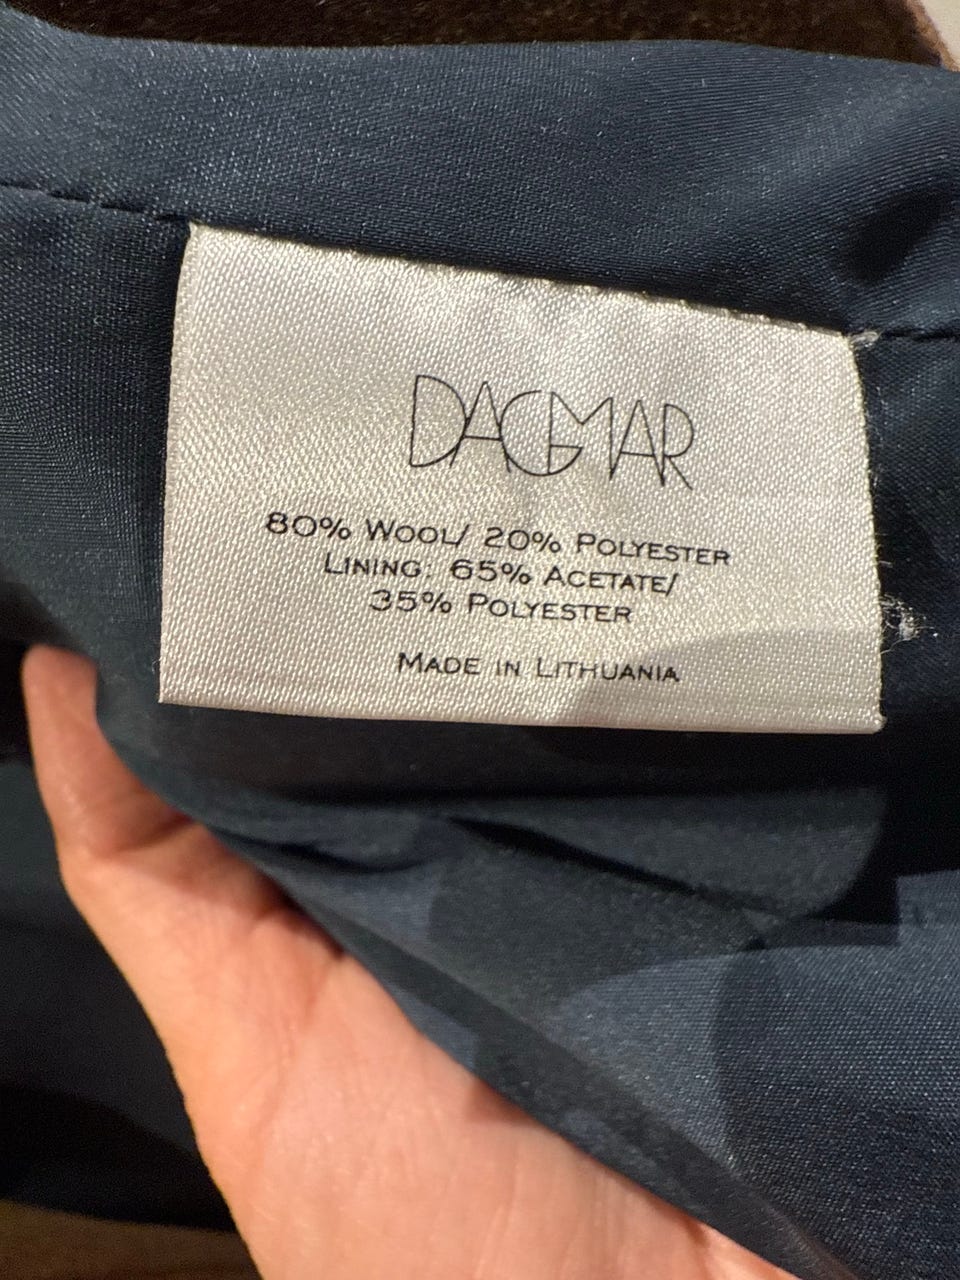 DAGMAR
80% WOOL/ 20% POLYESTER
LINING: 65% ACETATE/
35% POLYESTER
MADE IN LITHUANIA